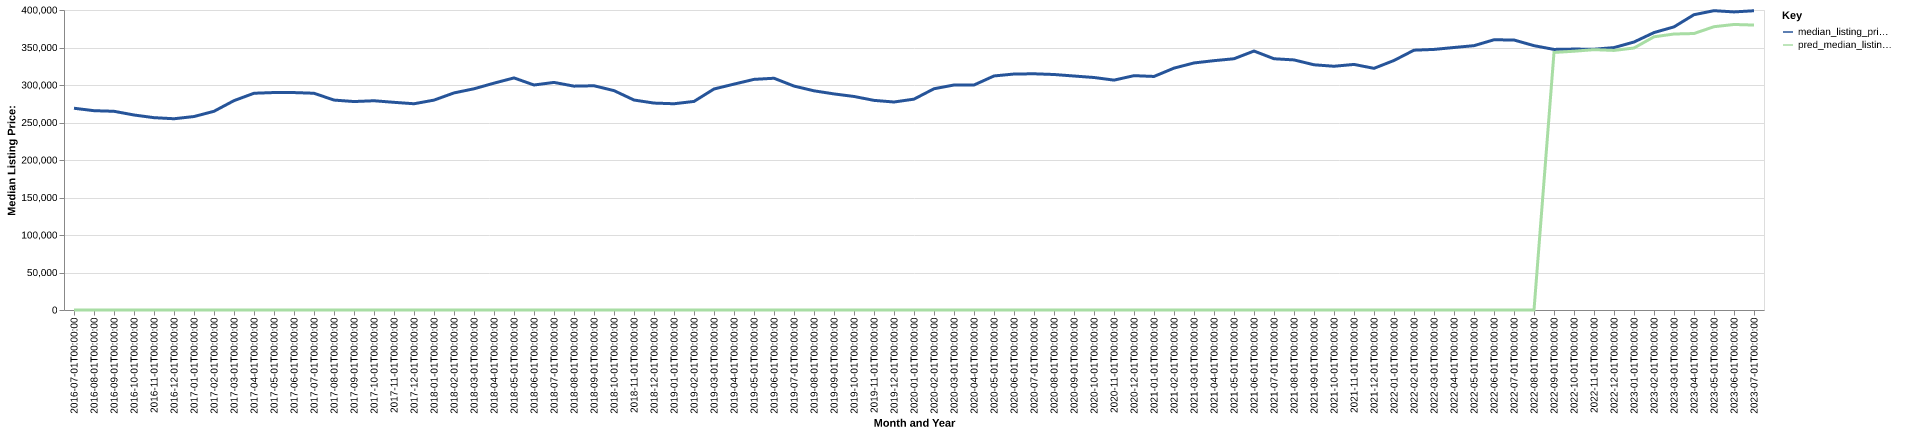 400,000
350,000
300,000
250,000
200,000
150,000
100,000
50,000
0
Median Listing Price:
2016-07-01T00:00:00
2016-08-01T00:00:00
2016-09-01T00:00:00
2016-10-01T00:00:00
2016-11-01T00:00:00
2016-12-01T00:00:00
2017-01-01T00:00:00
2017-02-01T00:00:00
2017-03-01T00:00:00
2017-04-01T00:00:00
2017-05-01T00:00:00
2017-06-01T00:00:00
2017-07-01T00:00:00
2017-08-01T00:00:00
2017-09-01T00:00:00
2017-10-01T00:00:00
2017-11-01T00:00:00
2017-12-01T00:00:00
2018-01-01T00:00:00
2018-02-01T00:00:00
2018-03-01T00:00:00
2018-04-01T00:00:00
2018-05-01T00:00:00
2018-06-01T00:00:00
2018-07-01T00:00:00
2018-08-01T00:00:00
2018-09-01T00:00:00
2018-10-01T00:00:00
2018-11-01T00:00:00
2018-12-01T00:00:00
2019-01-01T00:00:00
2019-02-01T00:00:00
2019-03-01T00:00:00
2019-04-01T00:00:00
2019-05-01T00:00:00
2019-06-01T00:00:00
2019-07-01T00:00:00
2019-08-01T00:00:00
2019-09-01T00:00:00
2019-10-01T00:00:00
2019-11-01T00:00:00
2019-12-01T00:00:00
2020-01-01T00:00:00
2020-02-01T00:00:00
2020-03-01T00:00:00
2020-04-01T00:00:00
2020-05-01T00:00:00
2020-06-01T00:00:00
2020-07-01T00:00:00
2020-08-01T00:00:00
2020-09-01T00:00:00
2020-10-01T00:00:00
2020-11-01T00:00:00
2020-12-01T00:00:00
2021-01-01T00:00:00
2021-02-01T00:00:00
2021-03-01T00:00:00
2021-04-01T00:00:00
2021-05-01T00:00:00
2021-06-01T00:00:00
2021-07-01T00:00:00
2021-08-01T00:00:00
2021-09-01T00:00:00
2021-10-01T00:00:00
2021-11-01T00:00:00
2021-12-01T00:00:00
2022-01-01T00:00:00
2022-02-01T00:00:00
2022-03-01T00:00:00
2022-04-01T00:00:00
2022-05-01T00:00:00
2022-06-01T00:00:00
2022-07-01T00:00:00
2022-08-01T00:00:00
2022-09-01T00:00:00
2022-10-01T00:00:00
2022-11-01T00:00:00
2022-12-01T00:00:00
2023-01-01T00:00:00
2023-02-01T00:00:00
2023-03-01T00:00:00
2023-04-01T00:00:00
2023-05-01T00:00:00
2023-06-01T00:00:00
2023-07-01T00:00:00
Month and Year
Key
median_listing_pri…
pred_median_listin…